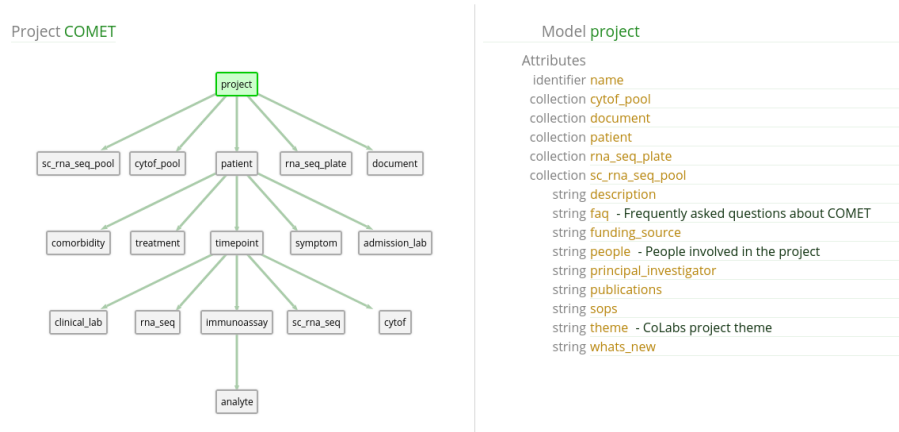 Project COMET
project
sc_rna_seq_pool cytof_pool patient rna_seq_plate document
comorbidity treatment timepoint symptom admission_lab
clinical_lab rna_seq immunoassay sc_rna_seq cytof
analyte
Model project
Attributes
identifier name
collection cytof_pool
collection document
collection patient
collection rna_seq_plate
collection sc_rna_seq_pool
string description
string faq - Frequently asked questions about COMET
string funding_source
string people - People involved in the project
string principal_investigator
string publications
string sops
string theme - CoLabs project theme
string whats_new